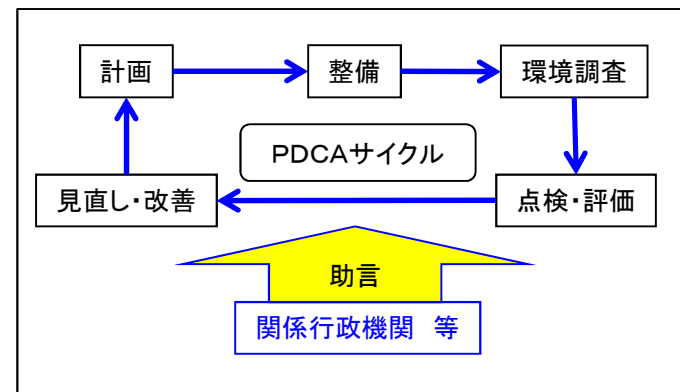 計画
整備
環境調査
PDCAサイクル
見直し・改善
点検・評価
助言
関係行政機関　等